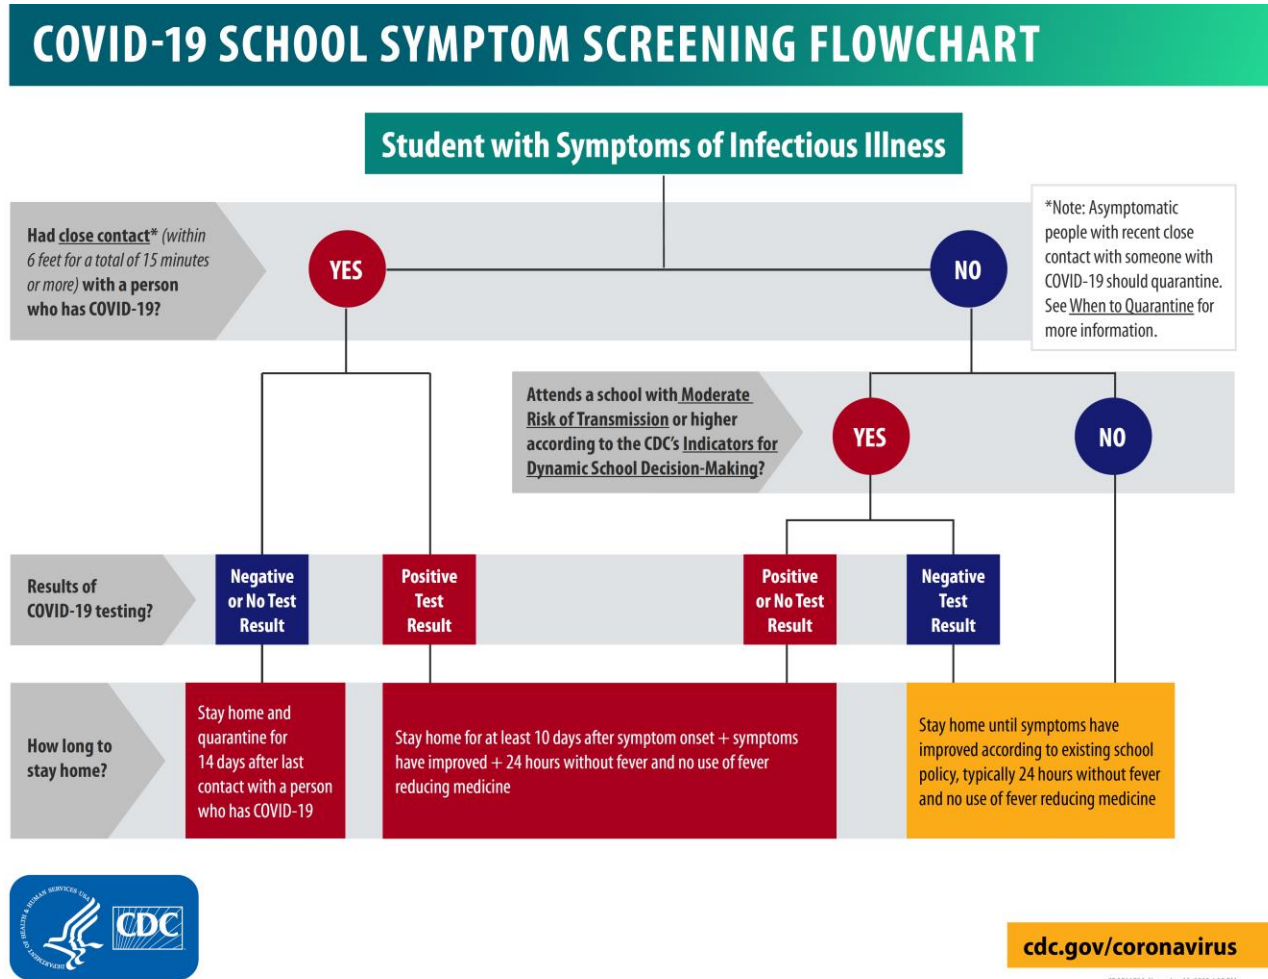 COVID-19 SCHOOL SYMPTOM SCREENING FLOWCHART
Student with Symptoms of Infectious Illness
Had close contact* (within
6 feet for a total of 15 minutes
or more) with a person
who has COVID-19?
YES
NO
*Note: Asymptomatic
people with recent close
contact with someone with
COVID-19 should quarantine.
See When to Quarantine for
more information.
Attends a school with Moderate
Risk of Transmission or higher
according to the CDC's Indicators for
Dynamic School Decision-Making?
YES
NO
Results of
COVID-19 testing?
Negative
or No Test
Result
Positive
Test
Result
Positive
or No Test
Result
Negative
Test
Result
How long to
stay home?
Stay home and
quarantine for
14 days after last
contact with a person
who has COVID-19
Stay home for at least 10 days after symptom onset + symptoms
have improved + 24 hours without fever and no use of fever
reducing medicine
Stay home until symptoms have
improved according to existing school
policy, typically 24 hours without fever
and no use of fever reducing medicine
DEPARTMENT OF HEALTH & HUMAN SERVICES USA
CDC
cdc.gov/coronavirus